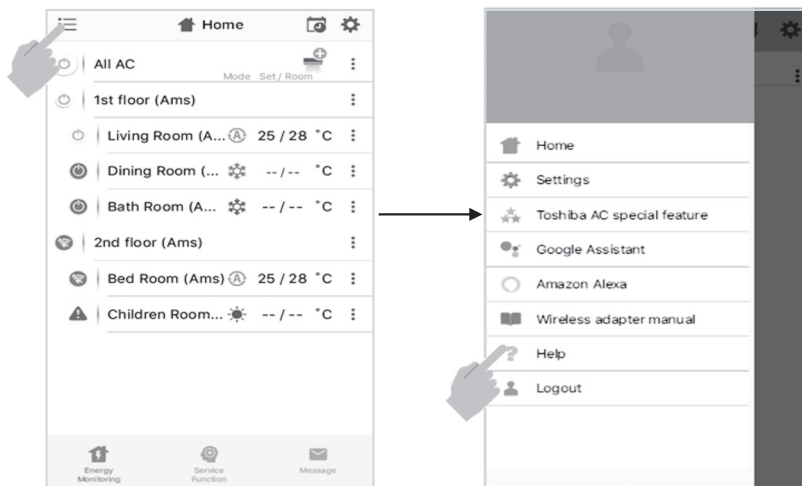 Home
All AC
Mode Set / Room
1st floor (Ams)
Living Room (A... A 25 / 28 °C
Dining Room (... -- / -- °C
Bath Room (A... -- / -- °C
2nd floor (Ams)
Bed Room (Ams) A 25 / 28 °C
Children Room... -- / -- °C
Energy Monitoring
Service Function
Message
Home
Settings
Toshiba AC special feature
Google Assistant
Amazon Alexa
Wireless adapter manual
? Help
Logout